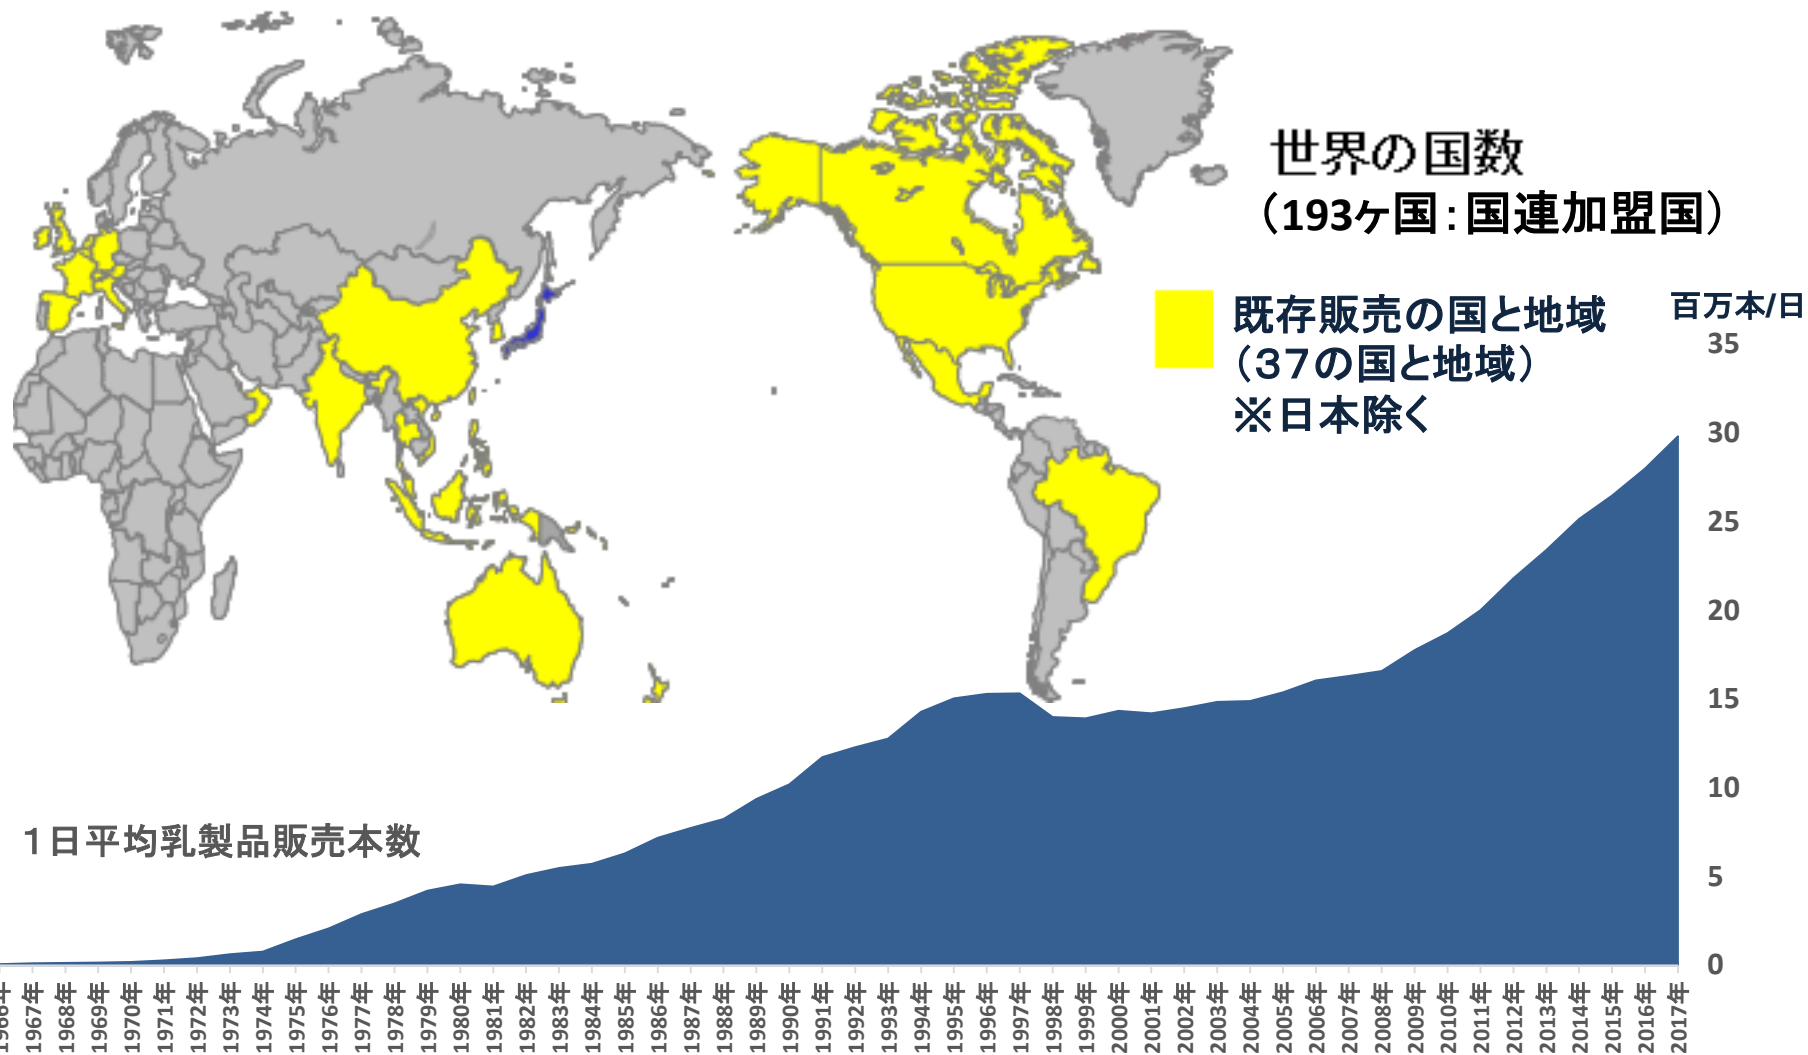 世界の国数
（193ヶ国：国連加盟国）
既存販売の国と地域
（３７の国と地域）
※日本除く
百万本/日
35
30
25
20
15
10
5
0
１日平均乳製品販売本数
1966年
1967年
1968年
1969年
1970年
1971年
1972年
1973年
1974年
1975年
1976年
1977年
1978年
1979年
1980年
1981年
1982年
1983年
1984年
1985年
1986年
1987年
1988年
1989年
1990年
1991年
1992年
1993年
1994年
1995年
1996年
1997年
1998年
1999年
2000年
2001年
2002年
2003年
2004年
2005年
2006年
2007年
2008年
2009年
2010年
2011年
2012年
2013年
2014年
2015年
2016年
2017年